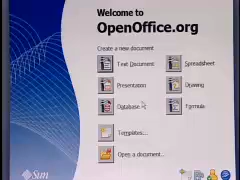 Welcome to
OpenOffice.org
Create a new document
Text Document Spreadsheet
Presentation Drawing
Database Formula
Templates...
Open a document...
Sun